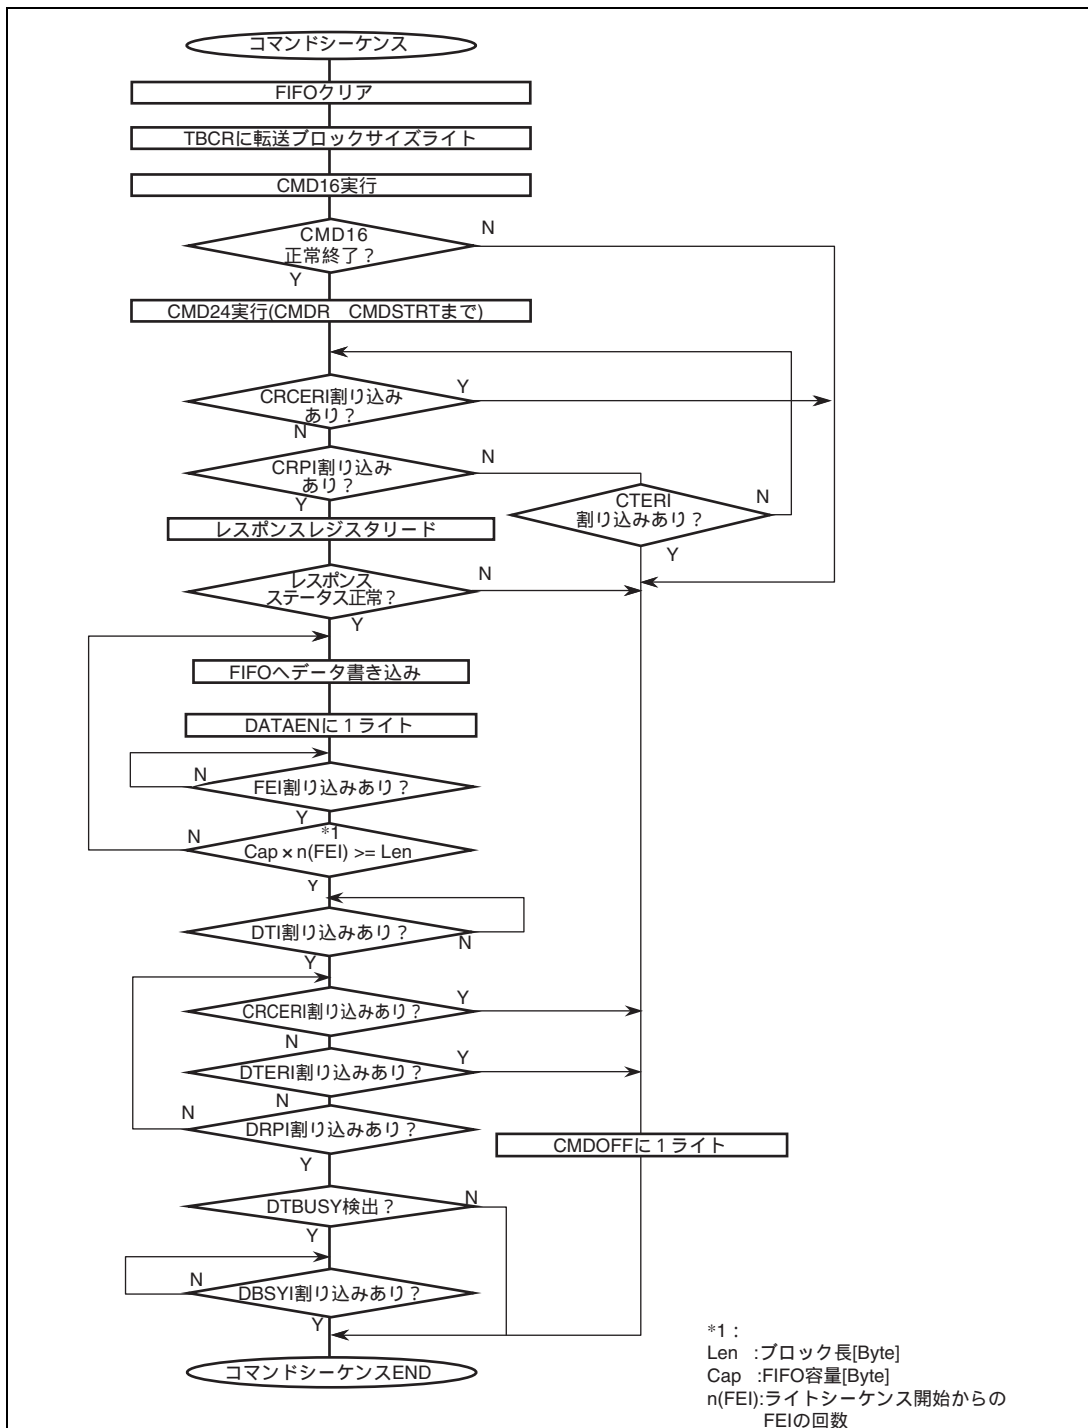 コマンドシーケンス
FIFOクリア
TBCRに転送ブロックサイズライト
CMD16実行
CMD16
正常終了？
N
Y
CMD24実行(CMDR　CMDSTRTまで)
CRCERI割り込み
あり？
Y
N
CRPI割り込み
あり？
N
Y
CTERI
割り込みあり？
N
Y
レスポンスレジスタリード
レスポンス
ステータス正常？
N
Y
FIFOへデータ書き込み
DATAENに１ライト
FEI割り込みあり？
N
Y
*1
Cap × n(FEI) >= Len
N
Y
DTI割り込みあり？
N
Y
CRCERI割り込みあり？
Y
N
DTERI割り込みあり？
Y
N
DRPI割り込みあり？
N
Y
CMDOFFに１ライト
DTBUSY検出？
N
Y
DBSYI割り込みあり？
N
Y
コマンドシーケンスEND
*1 :
Len :ブロック長[Byte]
Cap :FIFO容量[Byte]
n(FEI):ライトシーケンス開始からの
FEIの回数